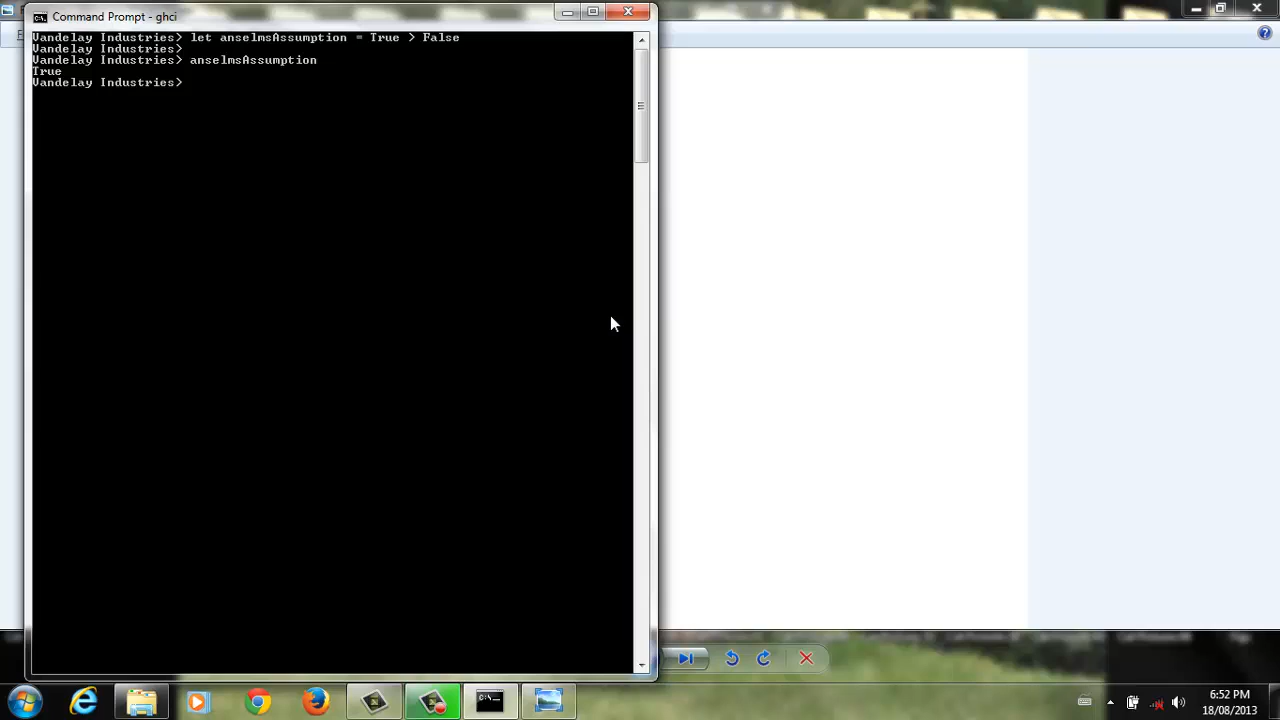 Command Prompt - ghci
Vandelay Industries> let anselmsAssumption = True > False
Vandelay Industries>
Vandelay Industries> anselmsAssumption
True
Vandelay Industries>
6:52 PM
18/08/2013